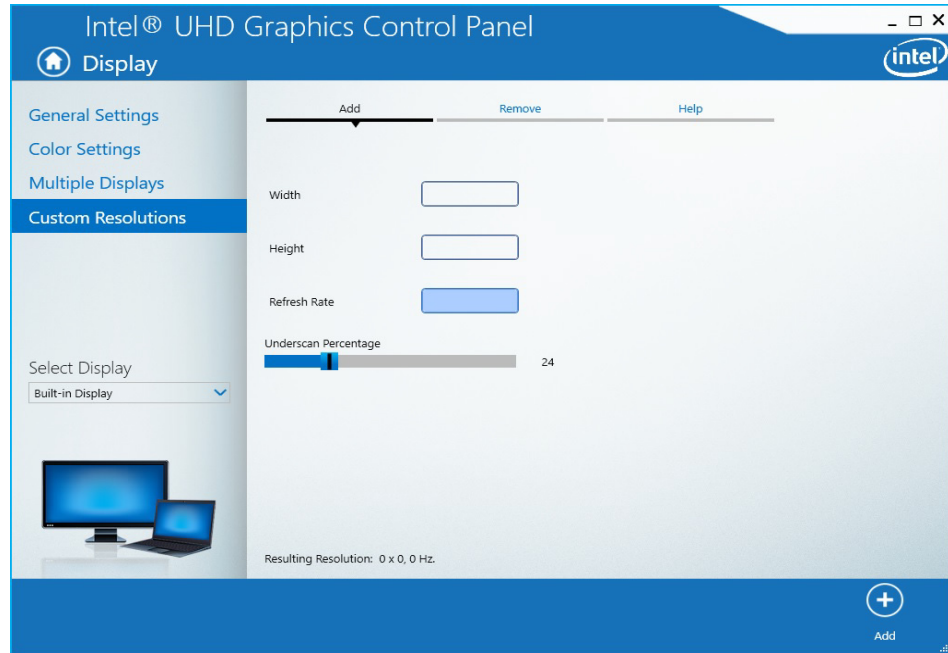 Intel® UHD Graphics Control Panel
Display
intel
General Settings
Color Settings
Multiple Displays
Custom Resolutions
Select Display
Built-in Display
Add
Remove
Help
Width
Height
Refresh Rate
Underscan Percentage
24
Resulting Resolution: 0 x 0, 0 Hz.
Add